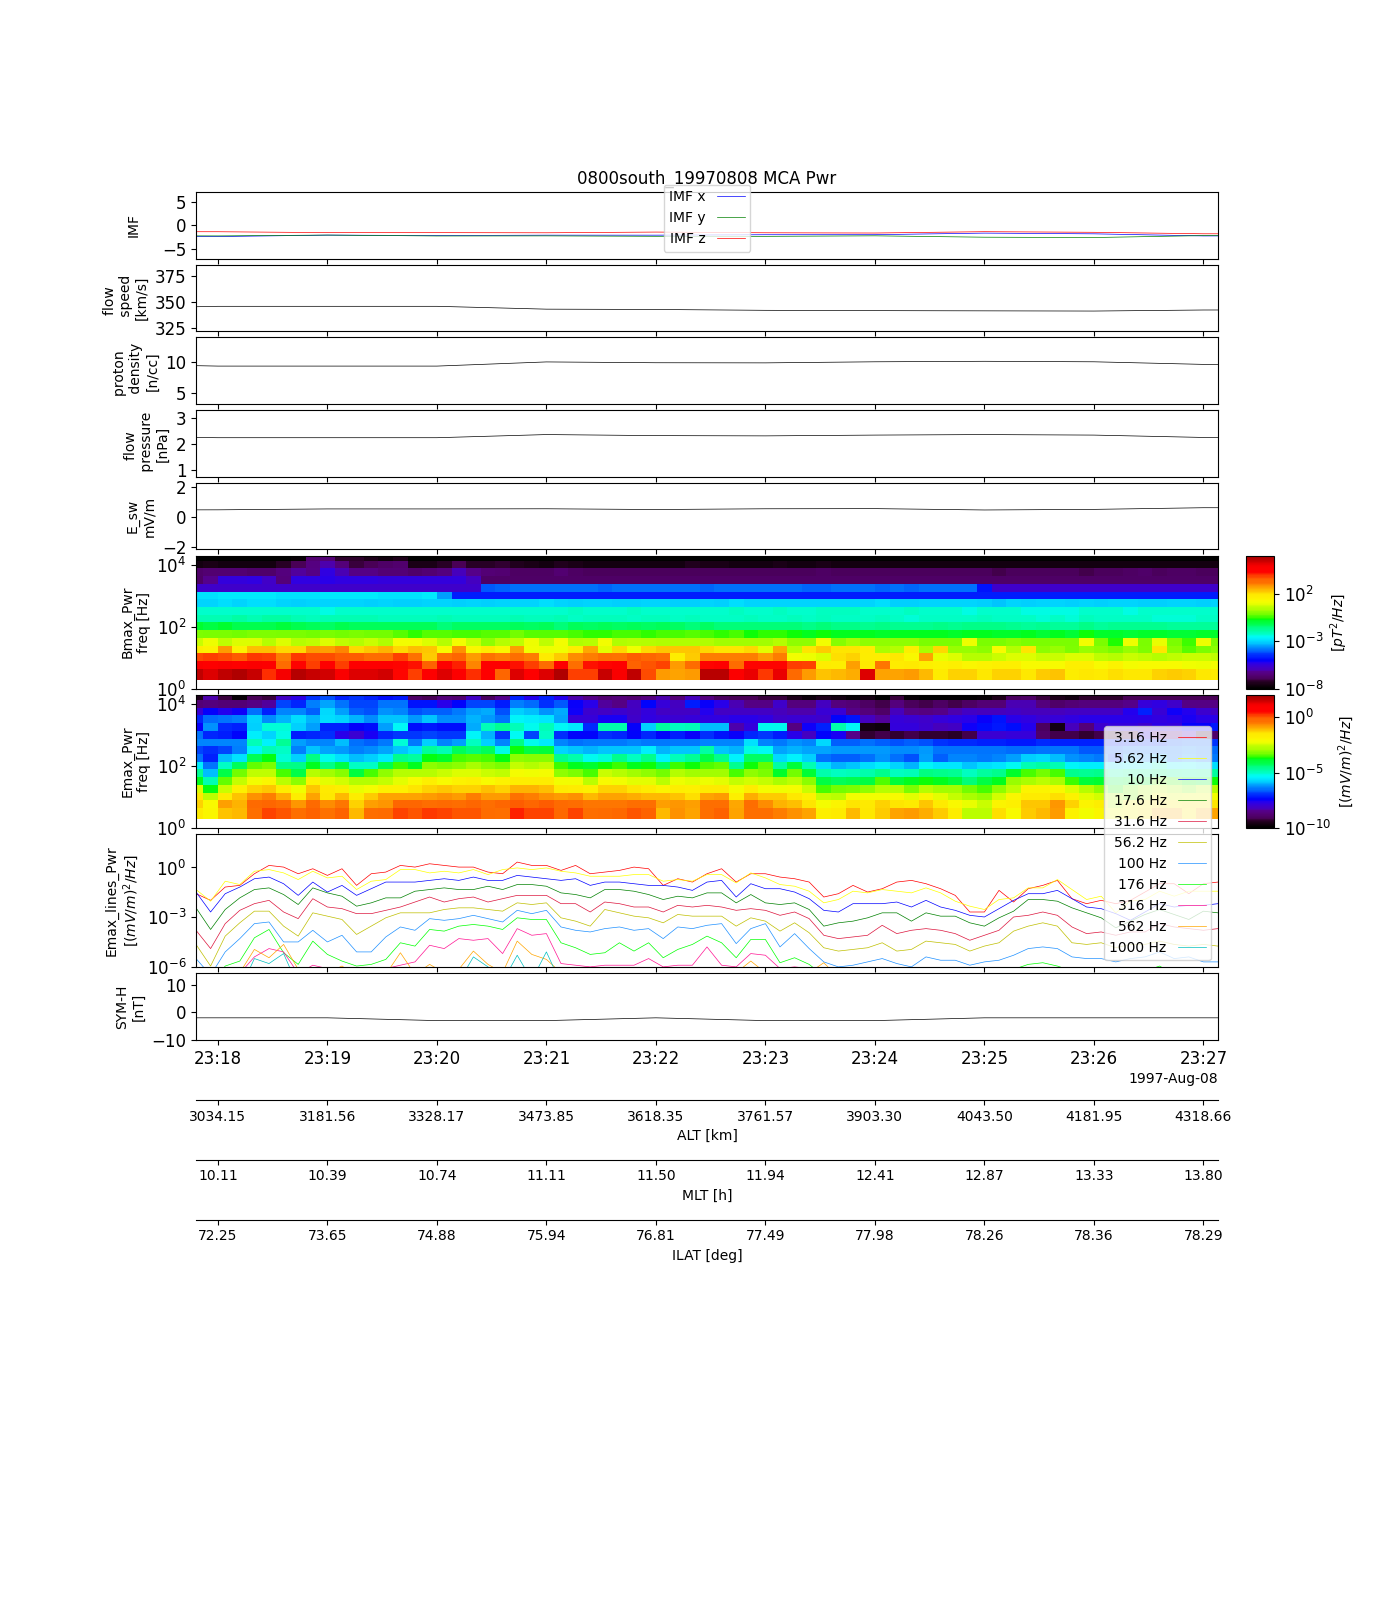 0800south_19970808 MCA Pwr
IMF
5
0
−5
IMF x
IMF y
IMF z
flow
speed
[km/s]
375
350
325
proton
density
[n/cc]
10
5
flow
pressure
[nPa]
3
2
1
E_sw
mV/m
2
0
−2
Bmax_Pwr
freq [Hz]
10^4
10^2
10^0
10^2
10^−3
10^−8
[pT^2/Hz]
Emax_Pwr
freq [Hz]
10^4
10^2
10^0
10^0
10^−5
10^−10
[(mV/m)^2/Hz]
3.16 Hz
5.62 Hz
10 Hz
17.6 Hz
31.6 Hz
56.2 Hz
100 Hz
176 Hz
316 Hz
562 Hz
1000 Hz
Emax_lines_Pwr
[(mV/m)^2/Hz]
10^0
10^−3
10^−6
SYM-H
[nT]
10
0
−10
23:18 23:19 23:20 23:21 23:22 23:23 23:24 23:25 23:26 23:27
1997-Aug-08
3034.15 3181.56 3328.17 3473.85 3618.35 3761.57 3903.30 4043.50 4181.95 4318.66
ALT [km]
10.11 10.39 10.74 11.11 11.50 11.94 12.41 12.87 13.33 13.80
MLT [h]
72.25 73.65 74.88 75.94 76.81 77.49 77.98 78.26 78.36 78.29
ILAT [deg]